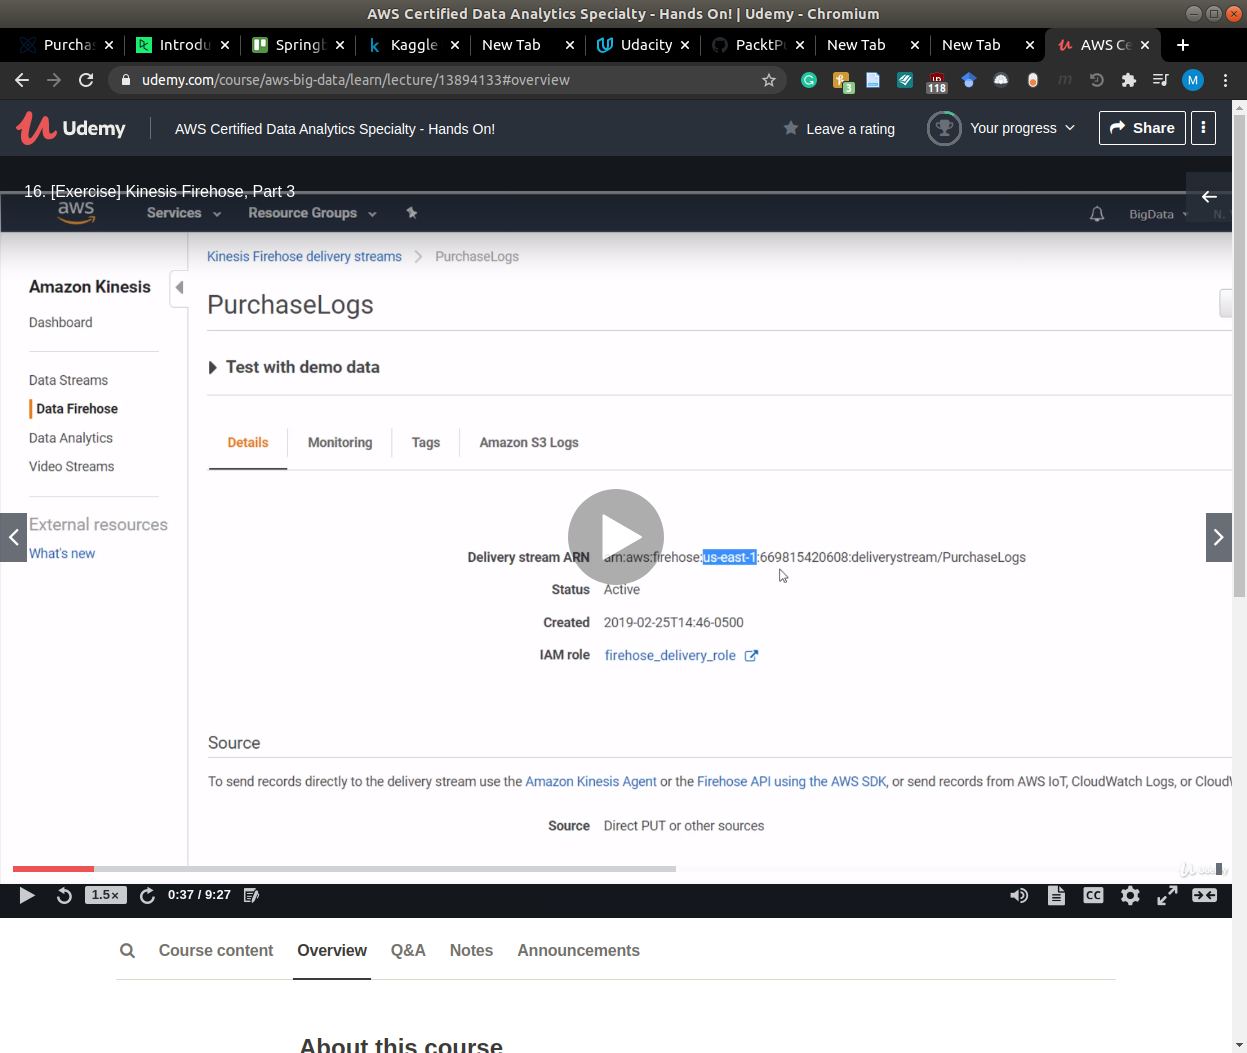 AWS Certified Data Analytics Specialty - Hands On! | Udemy - Chromium
Purchas Introdu Springb Kaggle New Tab Udacity PacktPu New Tab New Tab AWS Ce
udemy.com/course/aws-big-data/learn/lecture/13894133#overview
3
118
M
Udemy
AWS Certified Data Analytics Specialty - Hands On!
Leave a rating
Your progress
Share
16. [Exercise] Kinesis Firehose, Part 3
aws
Services
Resource Groups
BigData
N.
Kinesis Firehose delivery streams > PurchaseLogs
Amazon Kinesis
Dashboard
Data Streams
Data Firehose
Data Analytics
Video Streams
External resources
What's new
PurchaseLogs
Test with demo data
Details Monitoring Tags Amazon S3 Logs
Delivery stream ARN arn:aws:firehose:us-east-1:669815420608:deliverystream/PurchaseLogs
Status Active
Created 2019-02-25T14:46-0500
IAM role firehose_delivery_role
Source
To send records directly to the delivery stream use the Amazon Kinesis Agent or the Firehose API using the AWS SDK, or send records from AWS IoT, CloudWatch Logs, or CloudW
Source Direct PUT or other sources
1.5×
0:37 / 9:27
CC
Course content Overview Q&A Notes Announcements
About this course